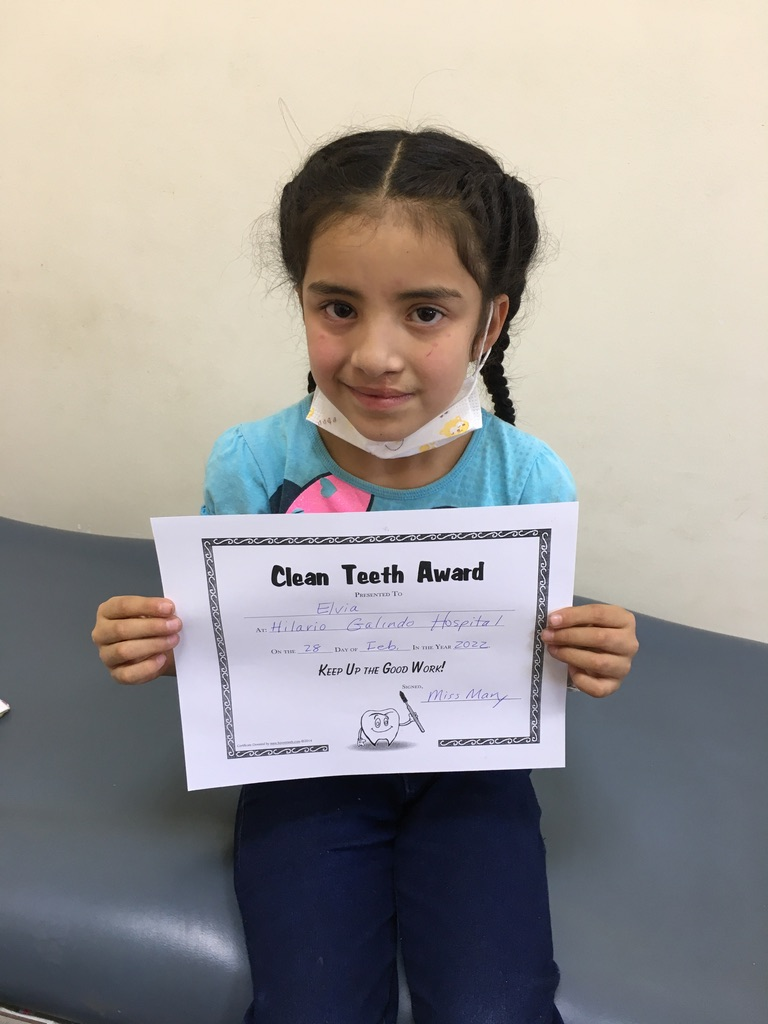 Clean Teeth Award
PRESENTED TO
Elvia
AT: Hilario Galindo Hospital
ON THE 28 DAY OF Feb. IN THE YEAR 2022
KEEP UP THE GOOD WORK!
SIGNED,
Miss Mary